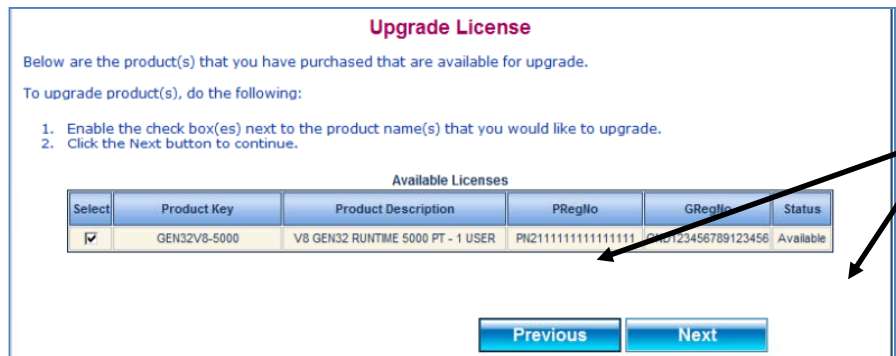 Upgrade License
Below are the product(s) that you have purchased that are available for upgrade.
To upgrade product(s), do the following:
1. Enable the check box(es) next to the product name(s) that you would like to upgrade.
2. Click the Next button to continue.
Available Licenses
Select Product Key Product Description PRegNo GRegNo Status
GEN32V8-5000 V8 GEN32 RUNTIME 5000 PT - 1 USER PN2111111111111111 Available
Previous Next